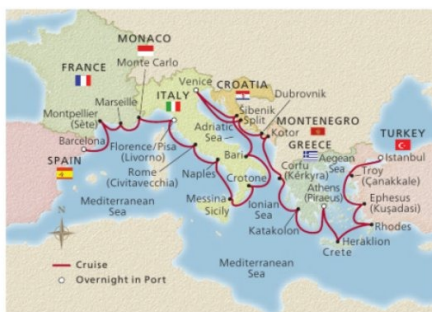 MONACO
Monte Carlo
FRANCE
Marseille
Montpellier
(Sète)
Barcelona
SPAIN
ITALY
Florence/Pisa
(Livorno)
Rome
(Civitavecchia)
Naples
Messina
Sicily
Venice
CROATIA
Šibenik
Split
Dubrovnik
Adriatic
Sea
MONTENEGRO
Kotor
Bari
Crotone
Ionian
Sea
GREECE
Corfu
(Kérkyra)
Katakolon
Athens
(Piraeus)
Aegean
Sea
TURKEY
Istanbul
Troy
(Çanakkale)
Ephesus
(Kuşadasi)
Rhodes
Heraklion
Crete
Mediterranean
Sea
Mediterranean
Sea
Cruise
Overnight in Port